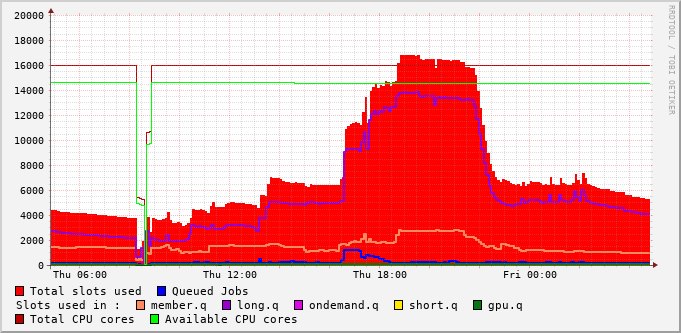 20000
18000
16000
14000
12000
10000
8000
6000
4000
2000
0
Thu 06:00 Thu 12:00 Thu 18:00 Fri 00:00
RRDTOOL / TOBI OETIKER
Total slots used Queued Jobs
Slots used in : member.q long.q ondemand.q short.q gpu.q
Total CPU cores Available CPU cores